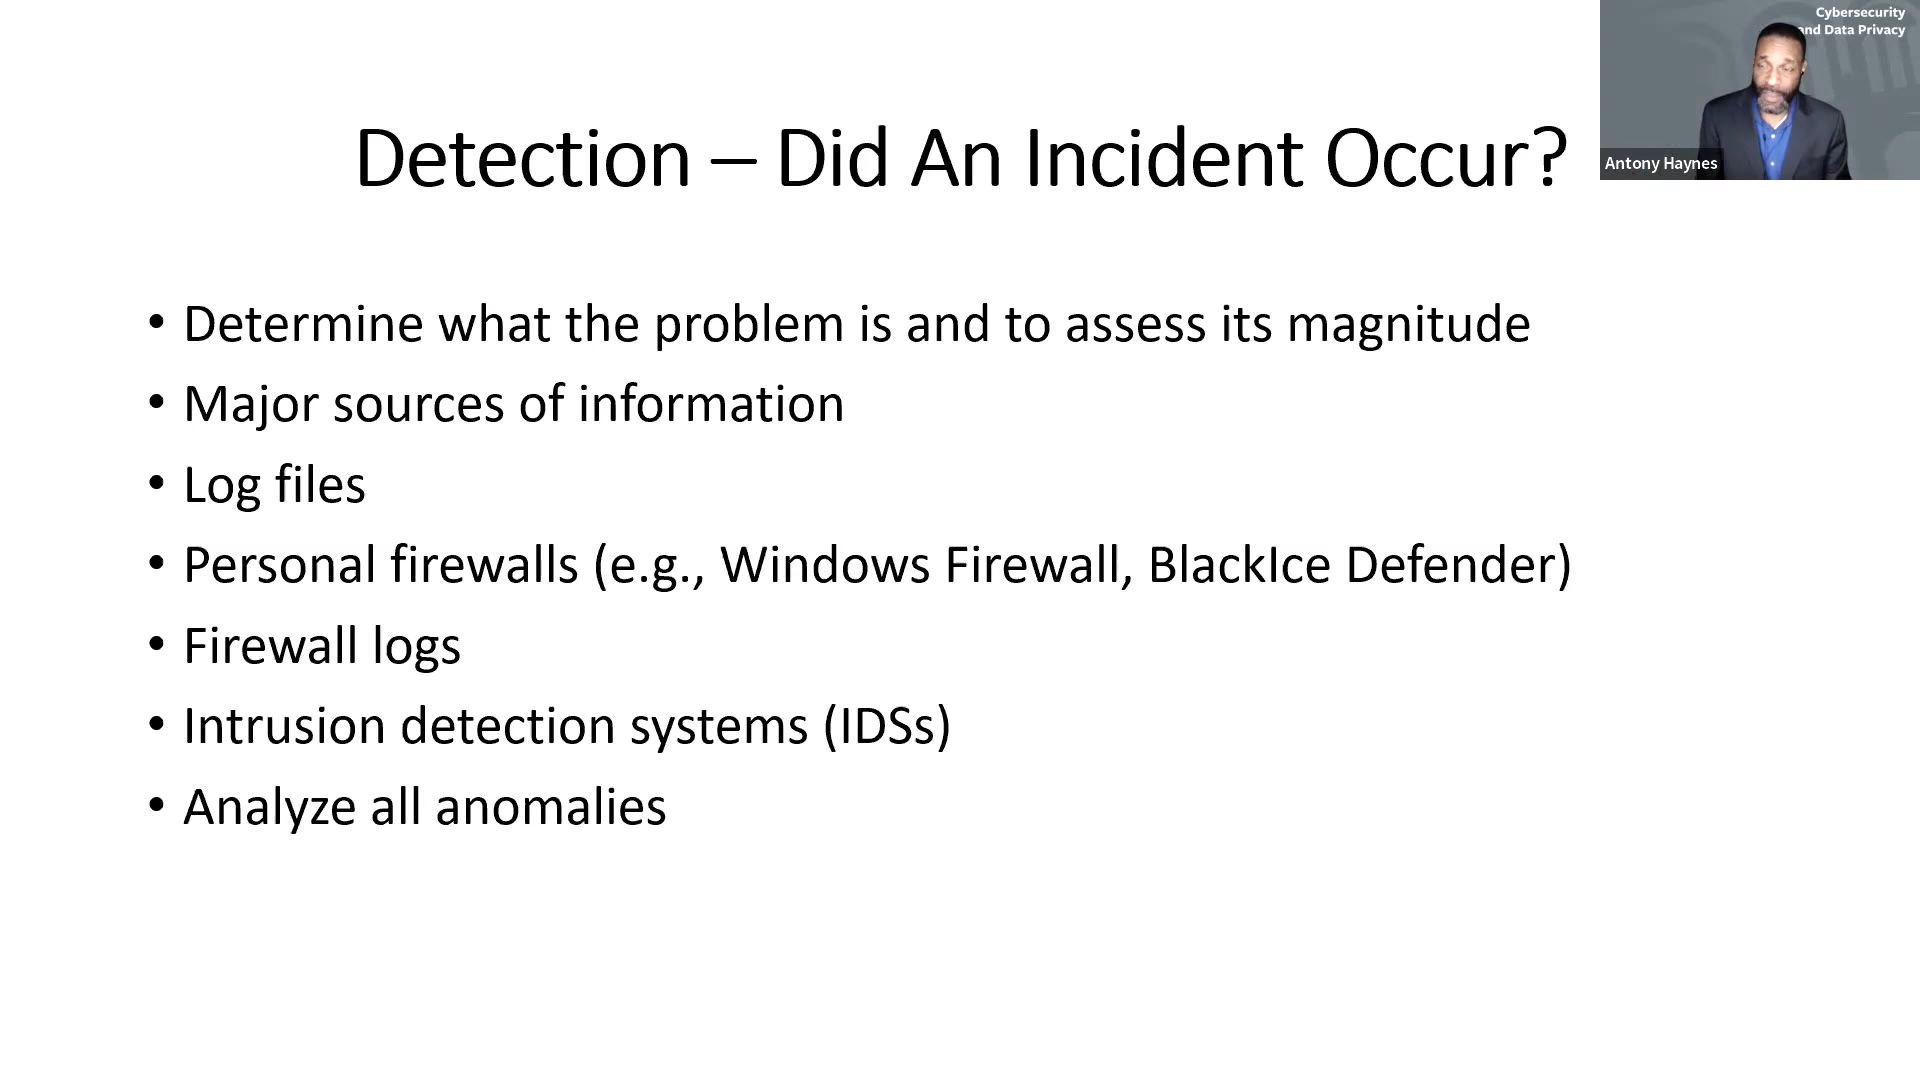 Cybersecurity
and Data Privacy
Antony Haynes
Detection – Did An Incident Occur?
• Determine what the problem is and to assess its magnitude
• Major sources of information
• Log files
• Personal firewalls (e.g., Windows Firewall, BlackIce Defender)
• Firewall logs
• Intrusion detection systems (IDSs)
• Analyze all anomalies